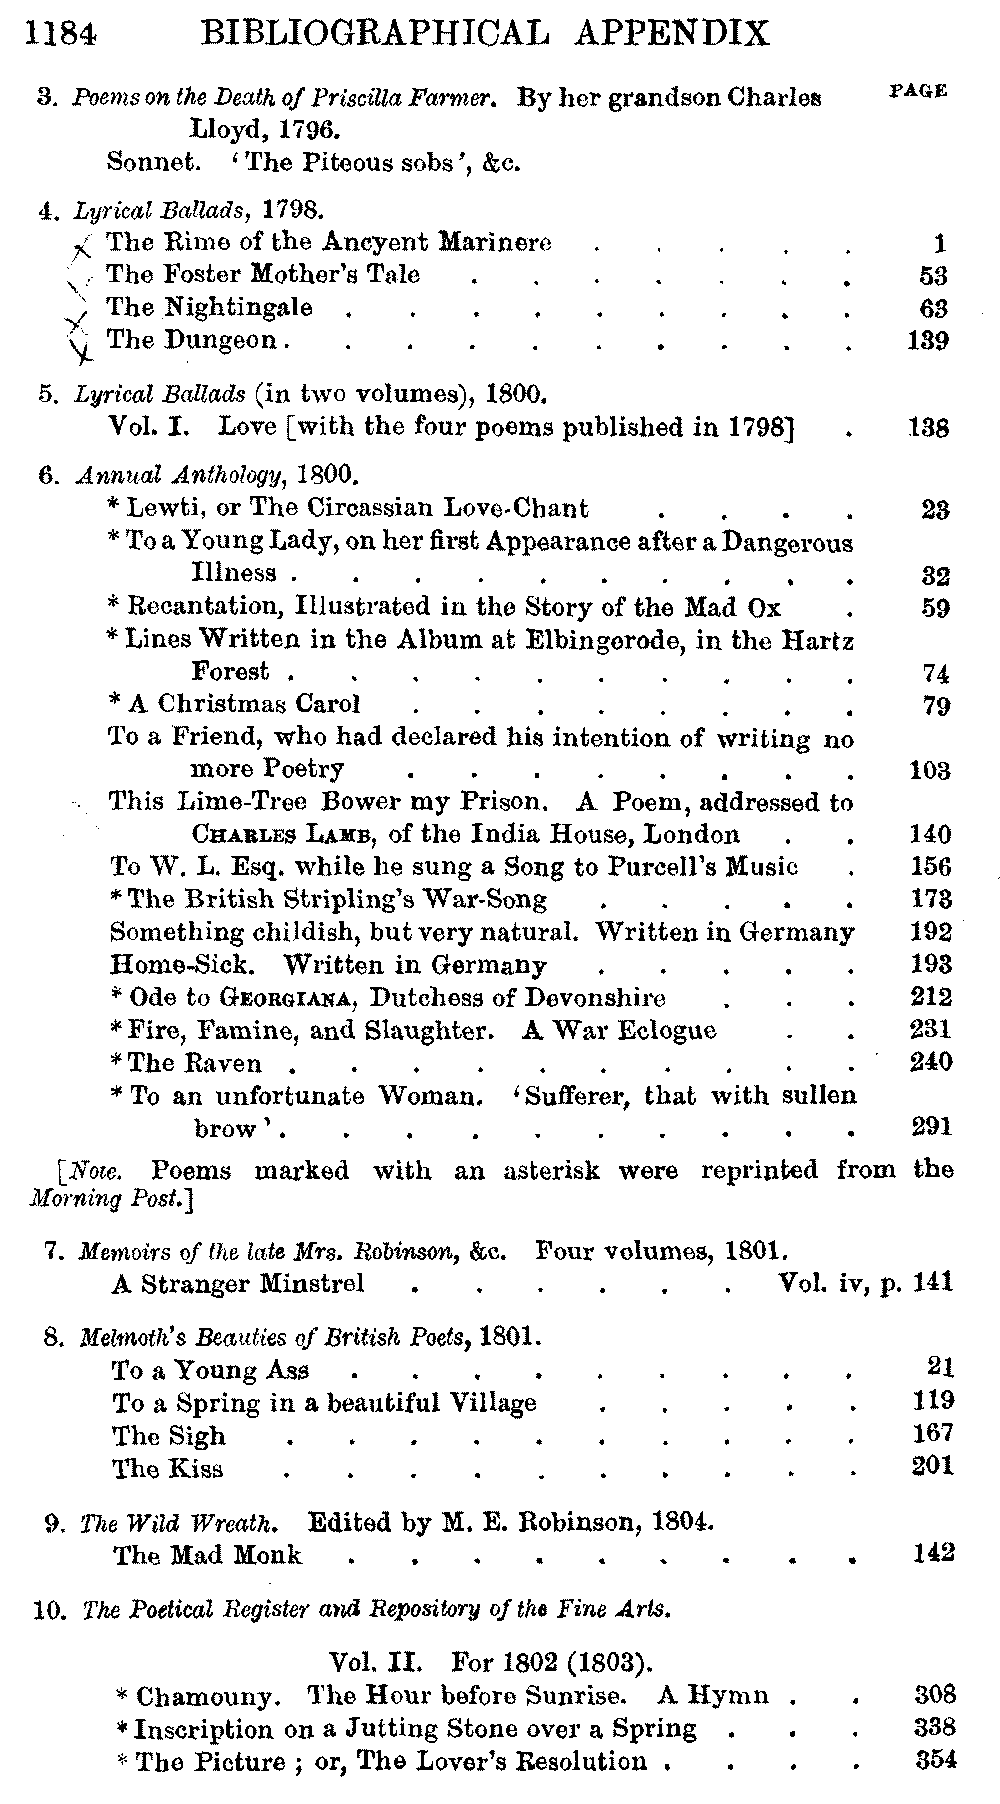 1184 BIBLIOGRAPHICAL APPENDIX
3. Poems on the Death of Priscilla Farmer. By her grandson Charles PAGE
Lloyd, 1796.
Sonnet. ‘The Piteous sobs’, &c.
4. Lyrical Ballads, 1798.
The Rime of the Ancyent Marinere . . . . . 1
The Foster Mother's Tale . . . . . . . 53
The Nightingale . . . . . . . . . 63
The Dungeon . . . . . . . . . . 139
5. Lyrical Ballads (in two volumes), 1800.
Vol. I. Love [with the four poems published in 1798] . 138
6. Annual Anthology, 1800.
* Lewti, or The Circassian Love-Chant . . . . 23
* To a Young Lady, on her first Appearance after a Dangerous
Illness . . . . . . . . . . 32
* Recantation, Illustrated in the Story of the Mad Ox . 59
* Lines Written in the Album at Elbingerode, in the Hartz
Forest . . . . . . . . . . 74
* A Christmas Carol . . . . . . . . 79
To a Friend, who had declared his intention of writing no
more Poetry . . . . . . . . 103
This Lime-Tree Bower my Prison. A Poem, addressed to
CHARLES LAMB, of the India House, London . . 140
To W. L. Esq. while he sung a Song to Purcell's Music . 156
* The British Stripling's War-Song . . . . . 173
Something childish, but very natural. Written in Germany 192
Home-Sick. Written in Germany . . . . . 193
* Ode to GEORGIANA, Dutchess of Devonshire . . . 212
* Fire, Famine, and Slaughter. A War Eclogue . . 231
* The Raven . . . . . . . . . . 240
* To an unfortunate Woman. ‘Sufferer, that with sullen
brow’ . . . . . . . . . . 291
[Note. Poems marked with an asterisk were reprinted from the
Morning Post.]
7. Memoirs of the late Mrs. Robinson, &c. Four volumes, 1801.
A Stranger Minstrel . . . . . . Vol. iv, p. 141
8. Melmoth's Beauties of British Poets, 1801.
To a Young Ass . . . . . . . . . 21
To a Spring in a beautiful Village . . . . . 119
The Sigh . . . . . . . . . . 167
The Kiss . . . . . . . . . . 201
9. The Wild Wreath. Edited by M. E. Robinson, 1804.
The Mad Monk . . . . . . . . . 142
10. The Poetical Register and Repository of the Fine Arts.
Vol. II. For 1802 (1803).
* Chamouny. The Hour before Sunrise. A Hymn . . 308
* Inscription on a Jutting Stone over a Spring . . . 338
* The Picture ; or, The Lover's Resolution . . . . 354